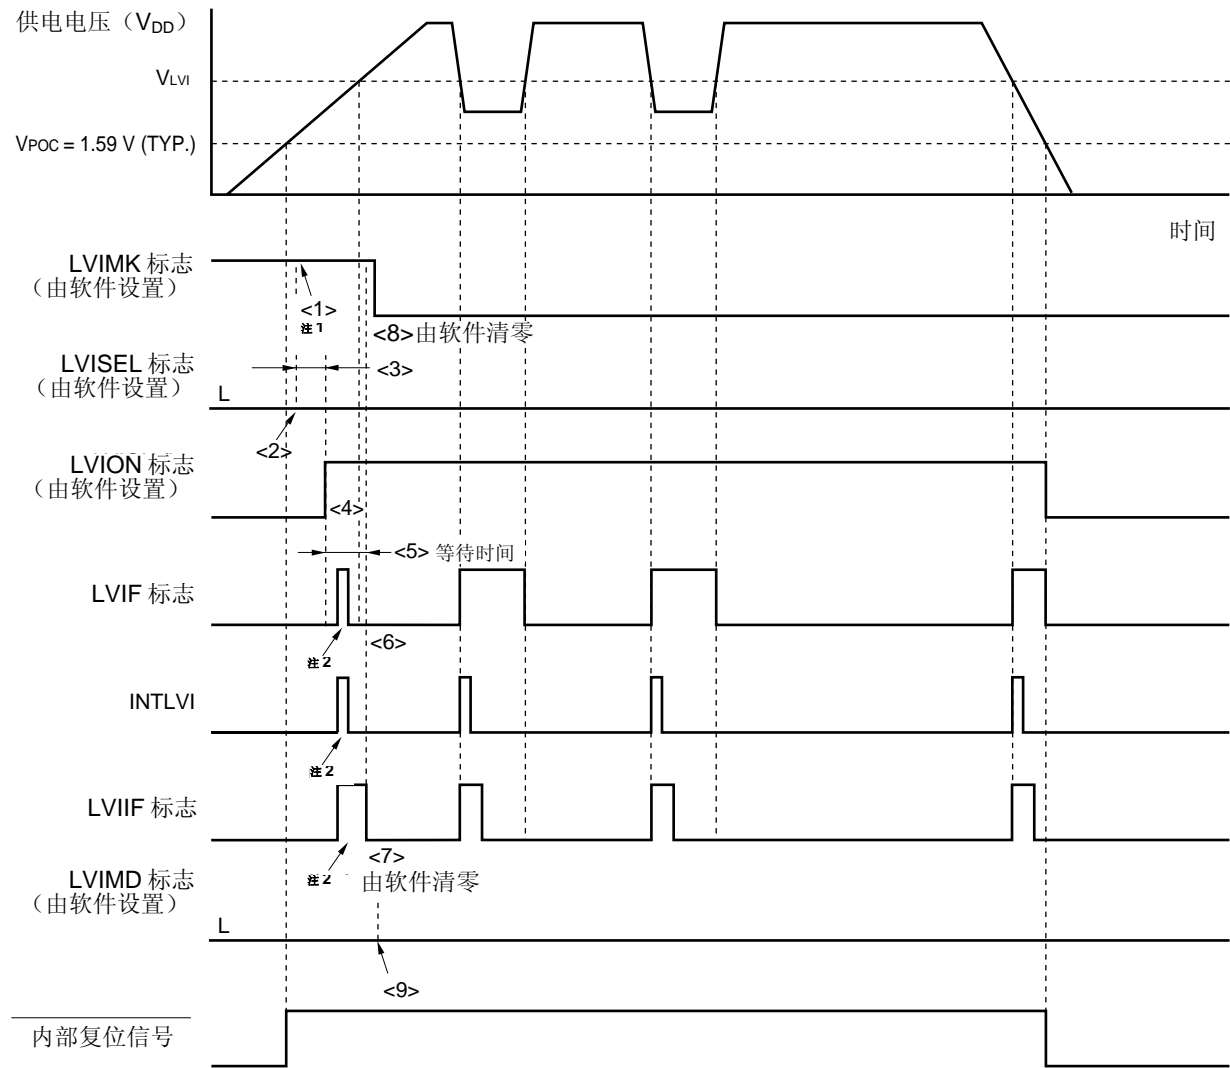 供电电压（VDD）
VLVI
VPOC = 1.59 V (TYP.)
时间
LVIMK 标志
（由软件设置）
<1>
注 1
<8>由软件清零
LVISEL 标志
（由软件设置）
<3>
L
<2>
LVION 标志
（由软件设置）
<4>
<5> 等待时间
LVIF 标志
<6>
注 2
INTLVI
注 2
LVIIF 标志
<7>
注 2
由软件清零
LVIMD 标志
（由软件设置）
L
<9>
内部复位信号